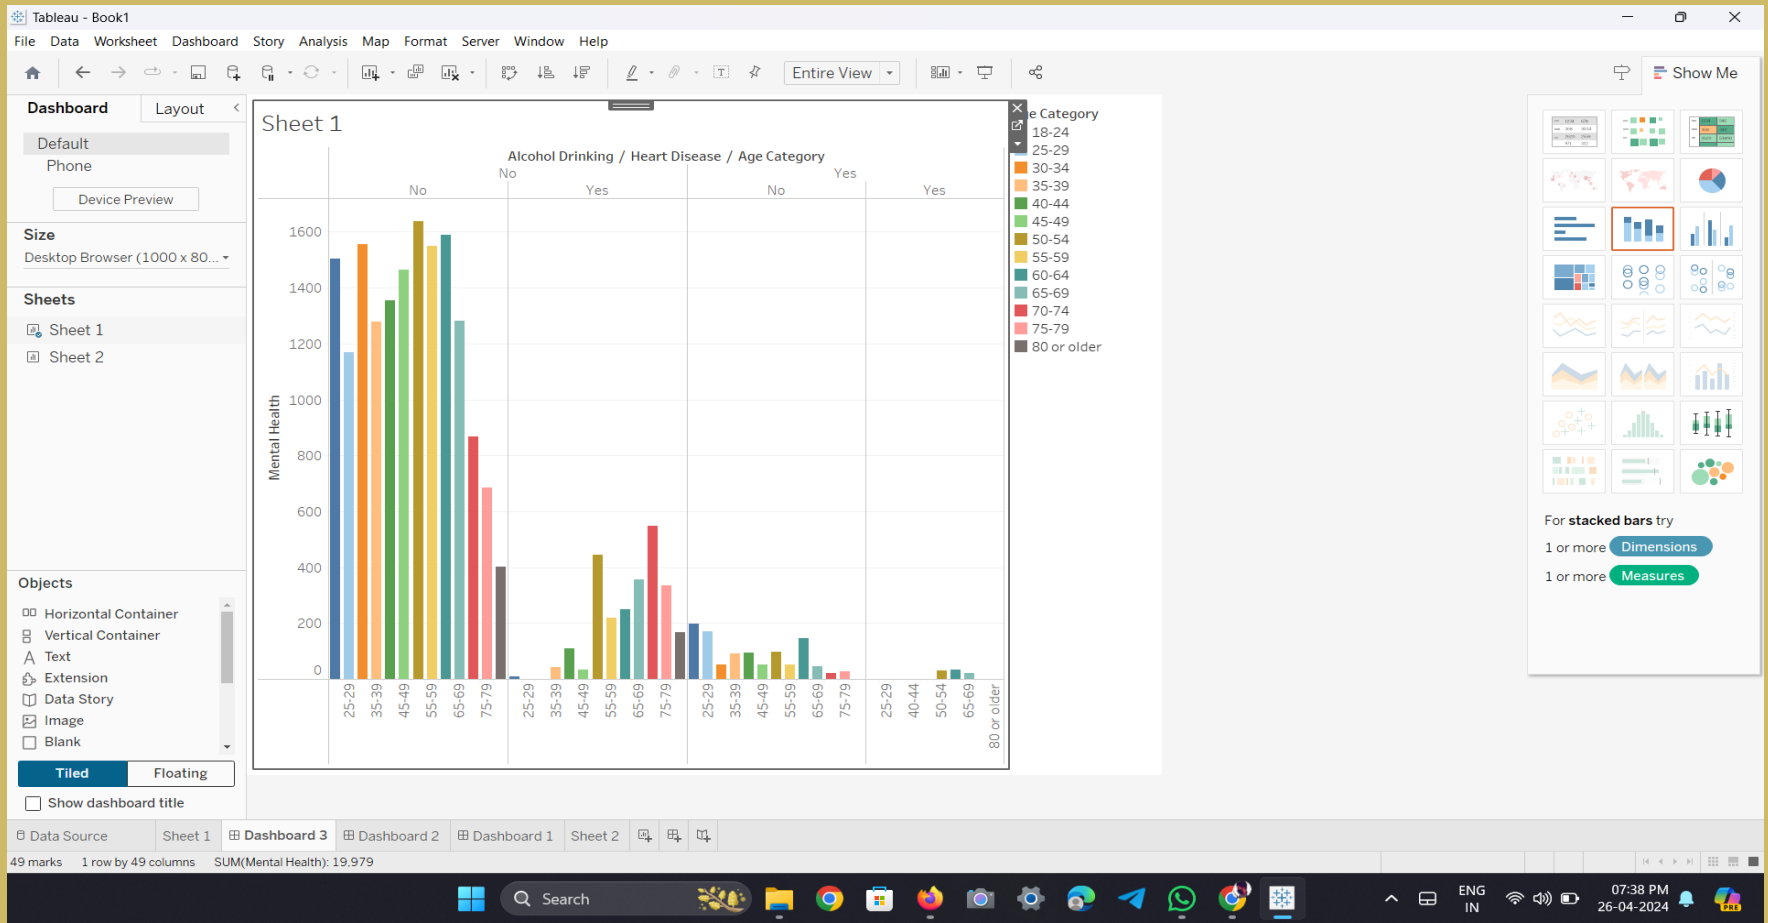 Tableau - Book1
File Data Worksheet Dashboard Story Analysis Map Format Server Window Help
Entire View
Show Me
Dashboard Layout
Default
Phone
Device Preview
Size
Desktop Browser (1000 x 80...
Sheets
Sheet 1
Sheet 2
Objects
Horizontal Container
Vertical Container
Text
Extension
Data Story
Image
Blank
Tiled Floating
Show dashboard title
Sheet 1
Alcohol Drinking / Heart Disease / Age Category
No Yes
No Yes No Yes
Mental Health
1600
1400
1200
1000
800
600
400
200
0
25-29 35-39 45-49 55-59 65-69 75-79 25-29 35-39 45-49 55-59 65-69 75-79 25-29 35-39 45-49 55-59 65-69 75-79 25-29 40-44 50-54 65-69 80 or older
e Category
18-24
25-29
30-34
35-39
40-44
45-49
50-54
55-59
60-64
65-69
70-74
75-79
80 or older
For stacked bars try
1 or more Dimensions
1 or more Measures
Data Source Sheet 1 Dashboard 3 Dashboard 2 Dashboard 1 Sheet 2
49 marks 1 row by 49 columns SUM(Mental Health): 19,979
Search
ENG
IN
07:38 PM
26-04-2024
PRE